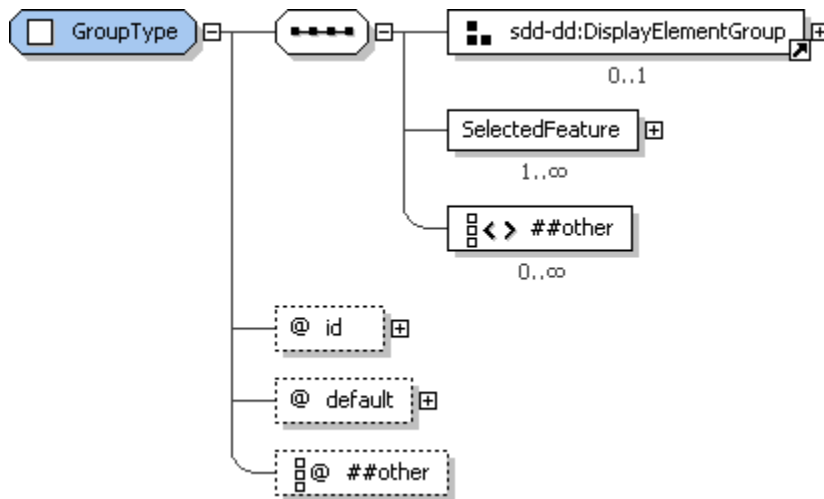 GroupType
sdd-dd:DisplayElementGroup
0..1
SelectedFeature
1..∞
##other
0..∞
@ id
@ default
@ ##other